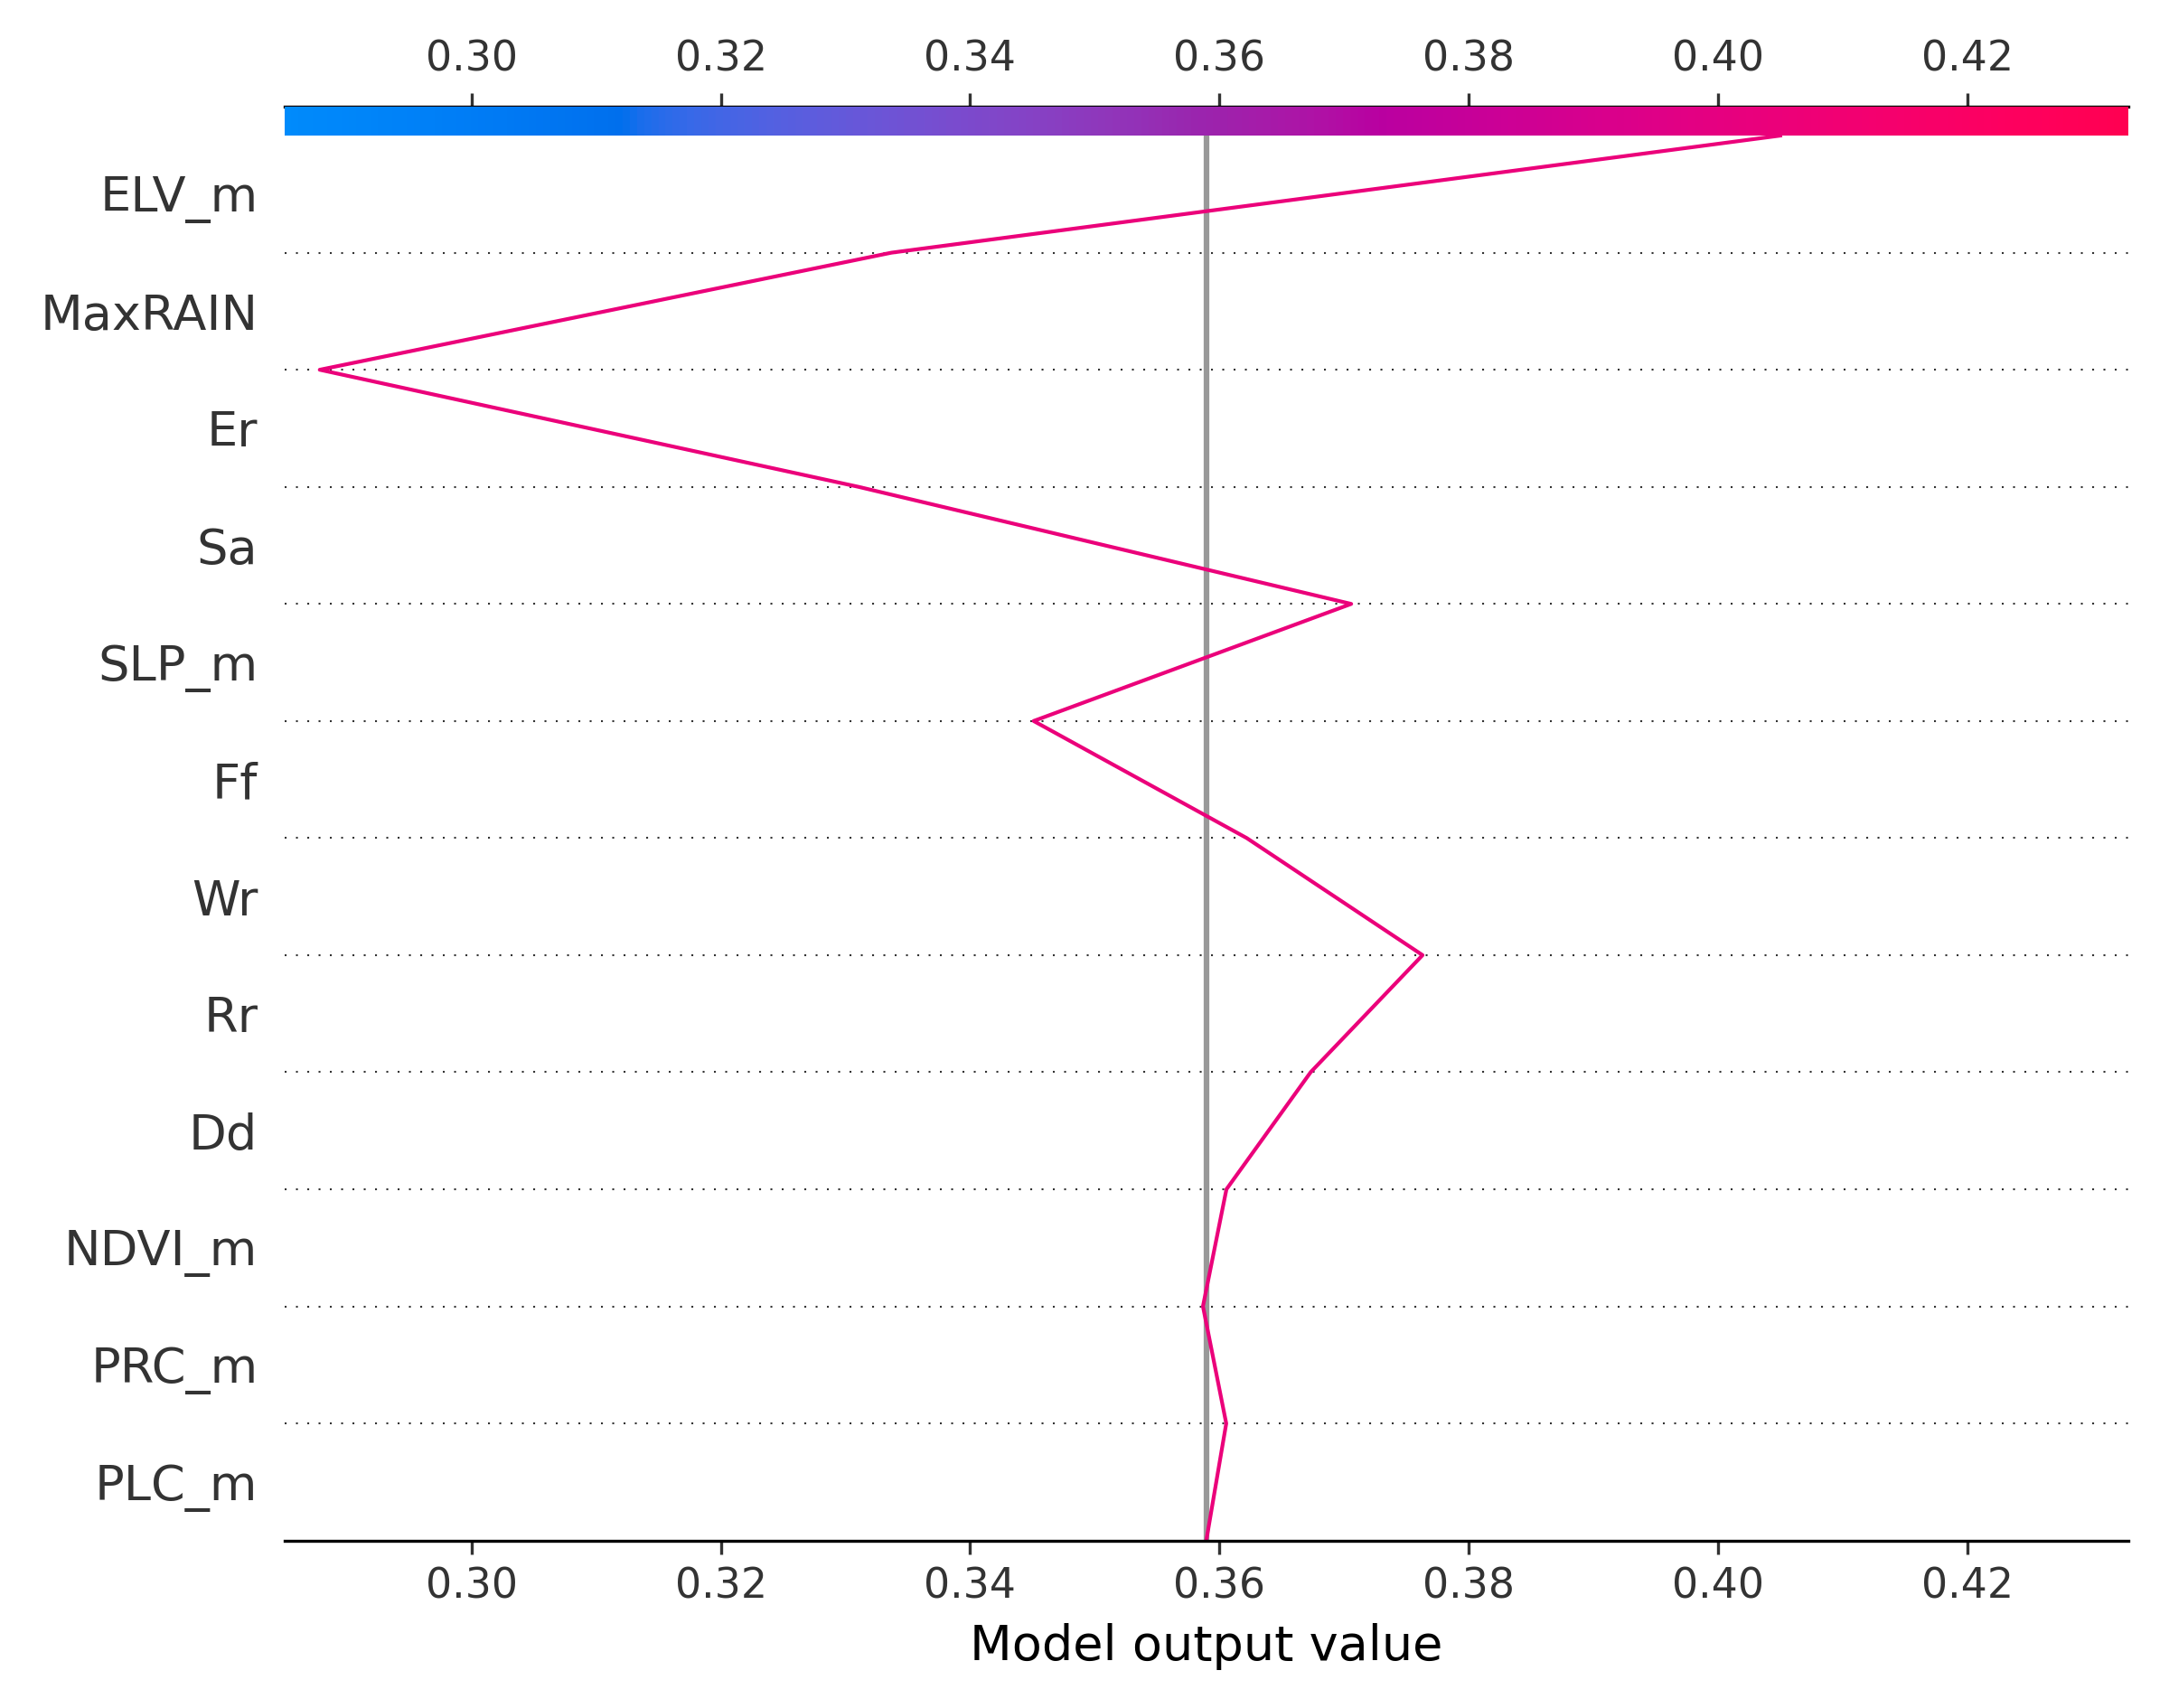 0.30 0.32 0.34 0.36 0.38 0.40 0.42
ELV_m
MaxRAIN
Er
Sa
SLP_m
Ff
Wr
Rr
Dd
NDVI_m
PRC_m
PLC_m
0.30 0.32 0.34 0.36 0.38 0.40 0.42
Model output value